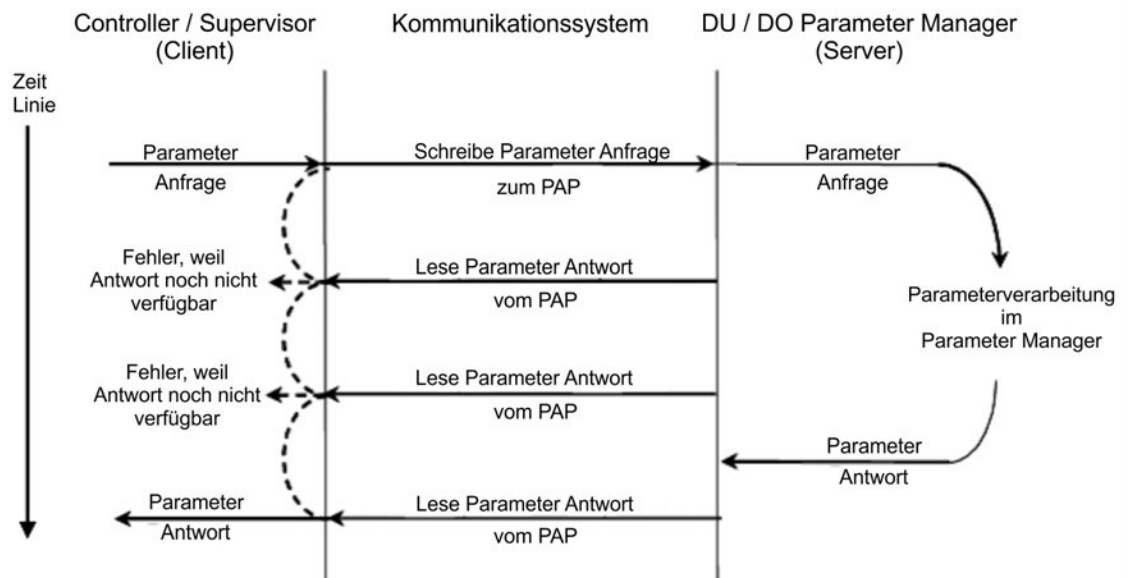 Controller / Supervisor
(Client)
Kommunikationssystem
DU / DO Parameter Manager
(Server)
Zeit
Linie
Parameter
Anfrage
Schreibe Parameter Anfrage
zum PAP
Parameter
Anfrage
Fehler, weil
Antwort noch nicht
verfügbar
Lese Parameter Antwort
vom PAP
Parameterverarbeitung
im
Parameter Manager
Fehler, weil
Antwort noch nicht
verfügbar
Lese Parameter Antwort
vom PAP
Parameter
Antwort
Parameter
Antwort
Lese Parameter Antwort
vom PAP